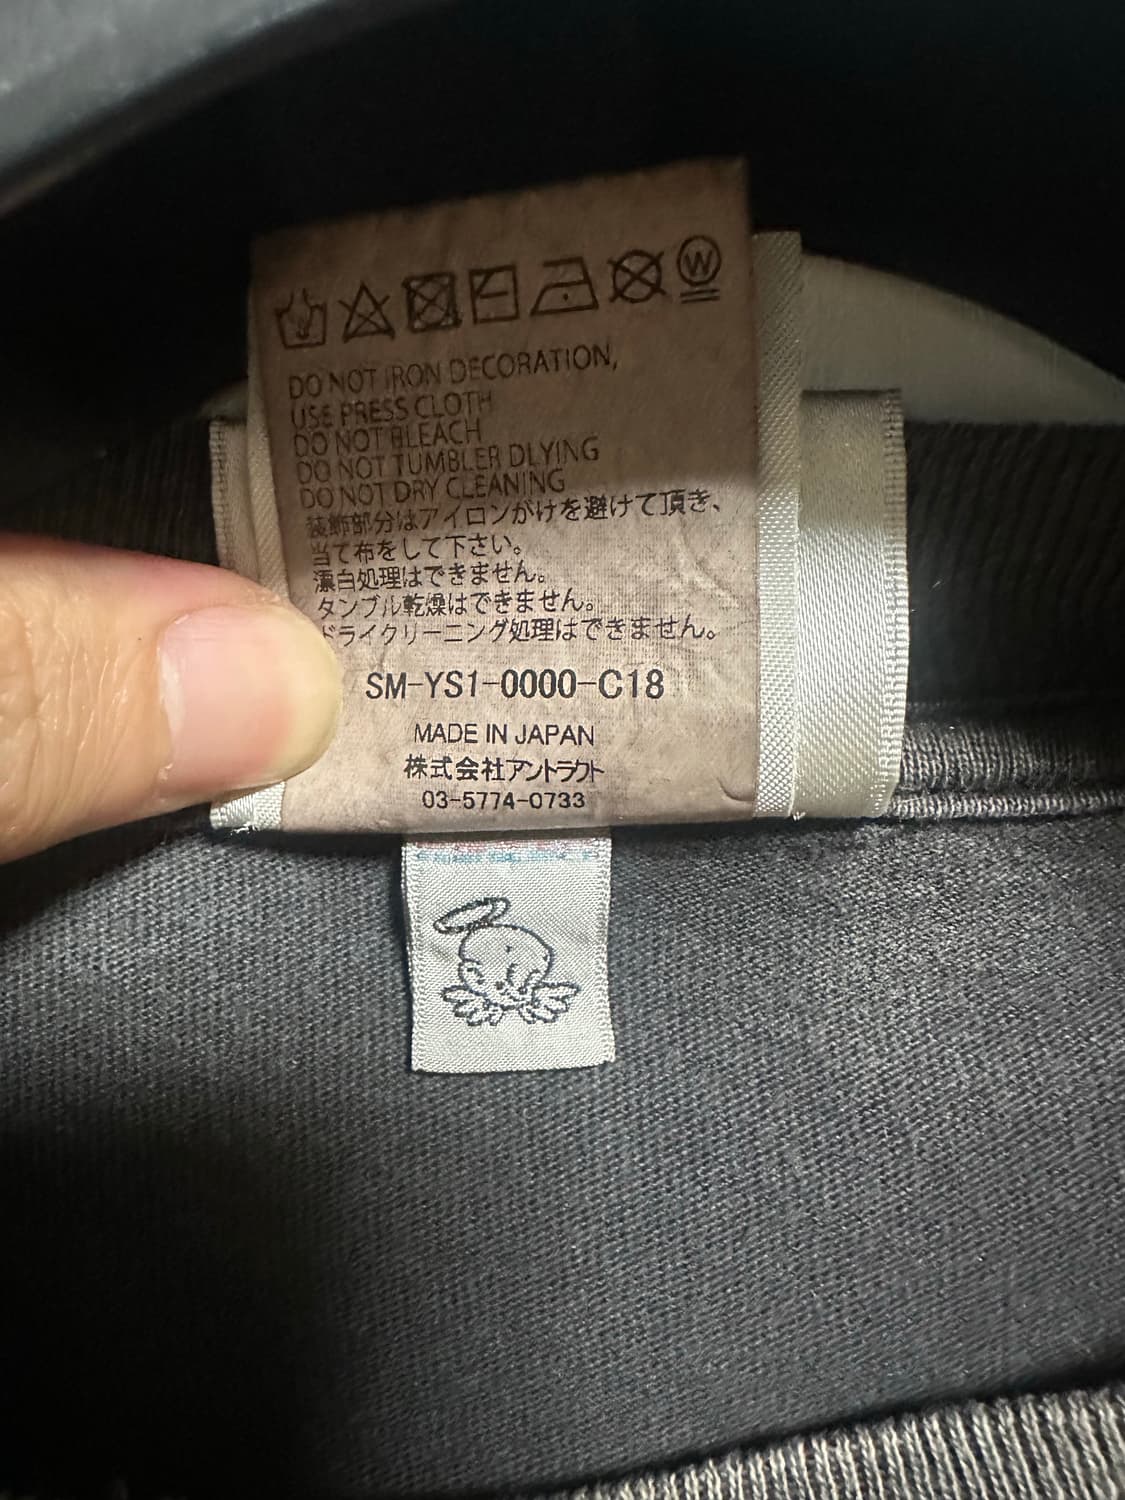 W
DO NOT IRON DECORATION,
USE PRESS CLOTH
DO NOT BLEACH
DO NOT TUMBLER DLYING
DO NOT DRY CLEANING
装飾部分はアイロンがけを避けて頂き、
当て布をして下さい。
漂白処理はできません。
タンブル乾燥はできません。
ドライクリーニング処理はできません。
SM-YS1-0000-C18
MADE IN JAPAN
株式会社アントラクト
03-5774-0733